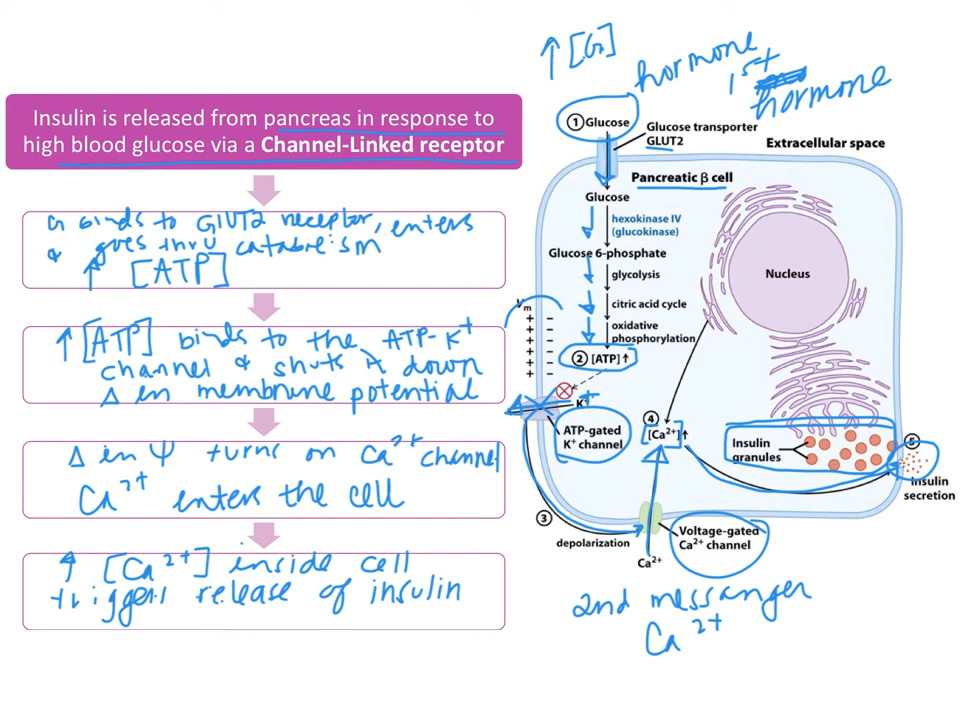 ↑ [G]
hormone
1st
hormone
Insulin is released from pancreas in response to
high blood glucose via a Channel-Linked receptor
G binds to GlUT2 receptor, enters
& goes thru catabolism
↑ [ATP]
↑ [ATP] binds to the ATP-K+
channel & shuts it down
Δ in membrane potential
Δ in Ψ turns on Ca2+ channel
Ca2+ enters the cell
↑ [Ca2+] inside cell
triggers release of insulin
① Glucose
Glucose transporter
GLUT2
Extracellular space
Pancreatic β cell
Glucose
hexokinase IV
(glucokinase)
Glucose 6-phosphate
glycolysis
citric acid cycle
oxidative
phosphorylation
② [ATP]↑
Nucleus
Vm
+ −
+ −
+ −
+ −
+ −
K+
ATP-gated
K+ channel
④
[Ca2+]↑
Insulin
granules
⑤
Insulin
secretion
③
depolarization
Voltage-gated
Ca2+ channel
Ca2+
2nd messanger
Ca2+